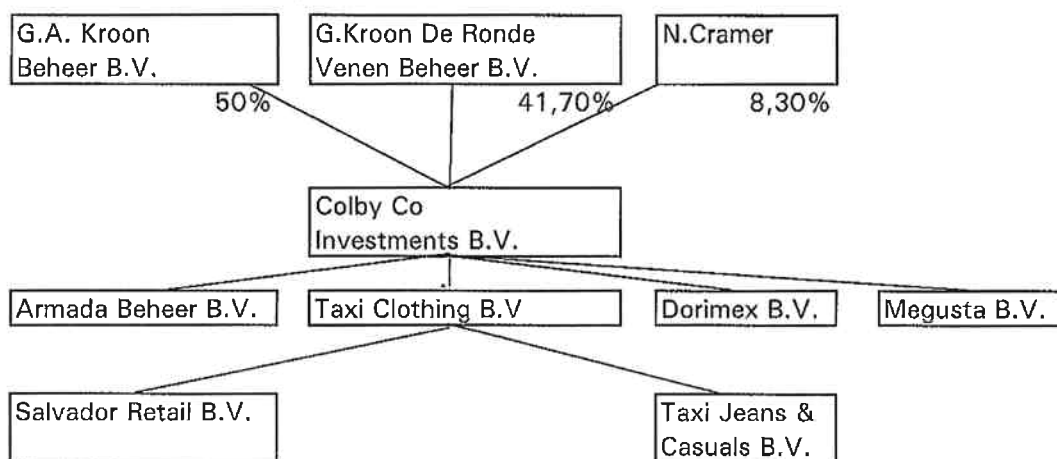 G.A. Kroon
Beheer B.V.
G.Kroon De Ronde
Venen Beheer B.V.
N.Cramer
50%
41,70%
8,30%
Colby Co
Investments B.V.
Armada Beheer B.V.
Taxi Clothing B.V
Dorimex B.V.
Megusta B.V.
Salvador Retail B.V.
Taxi Jeans &
Casuals B.V.